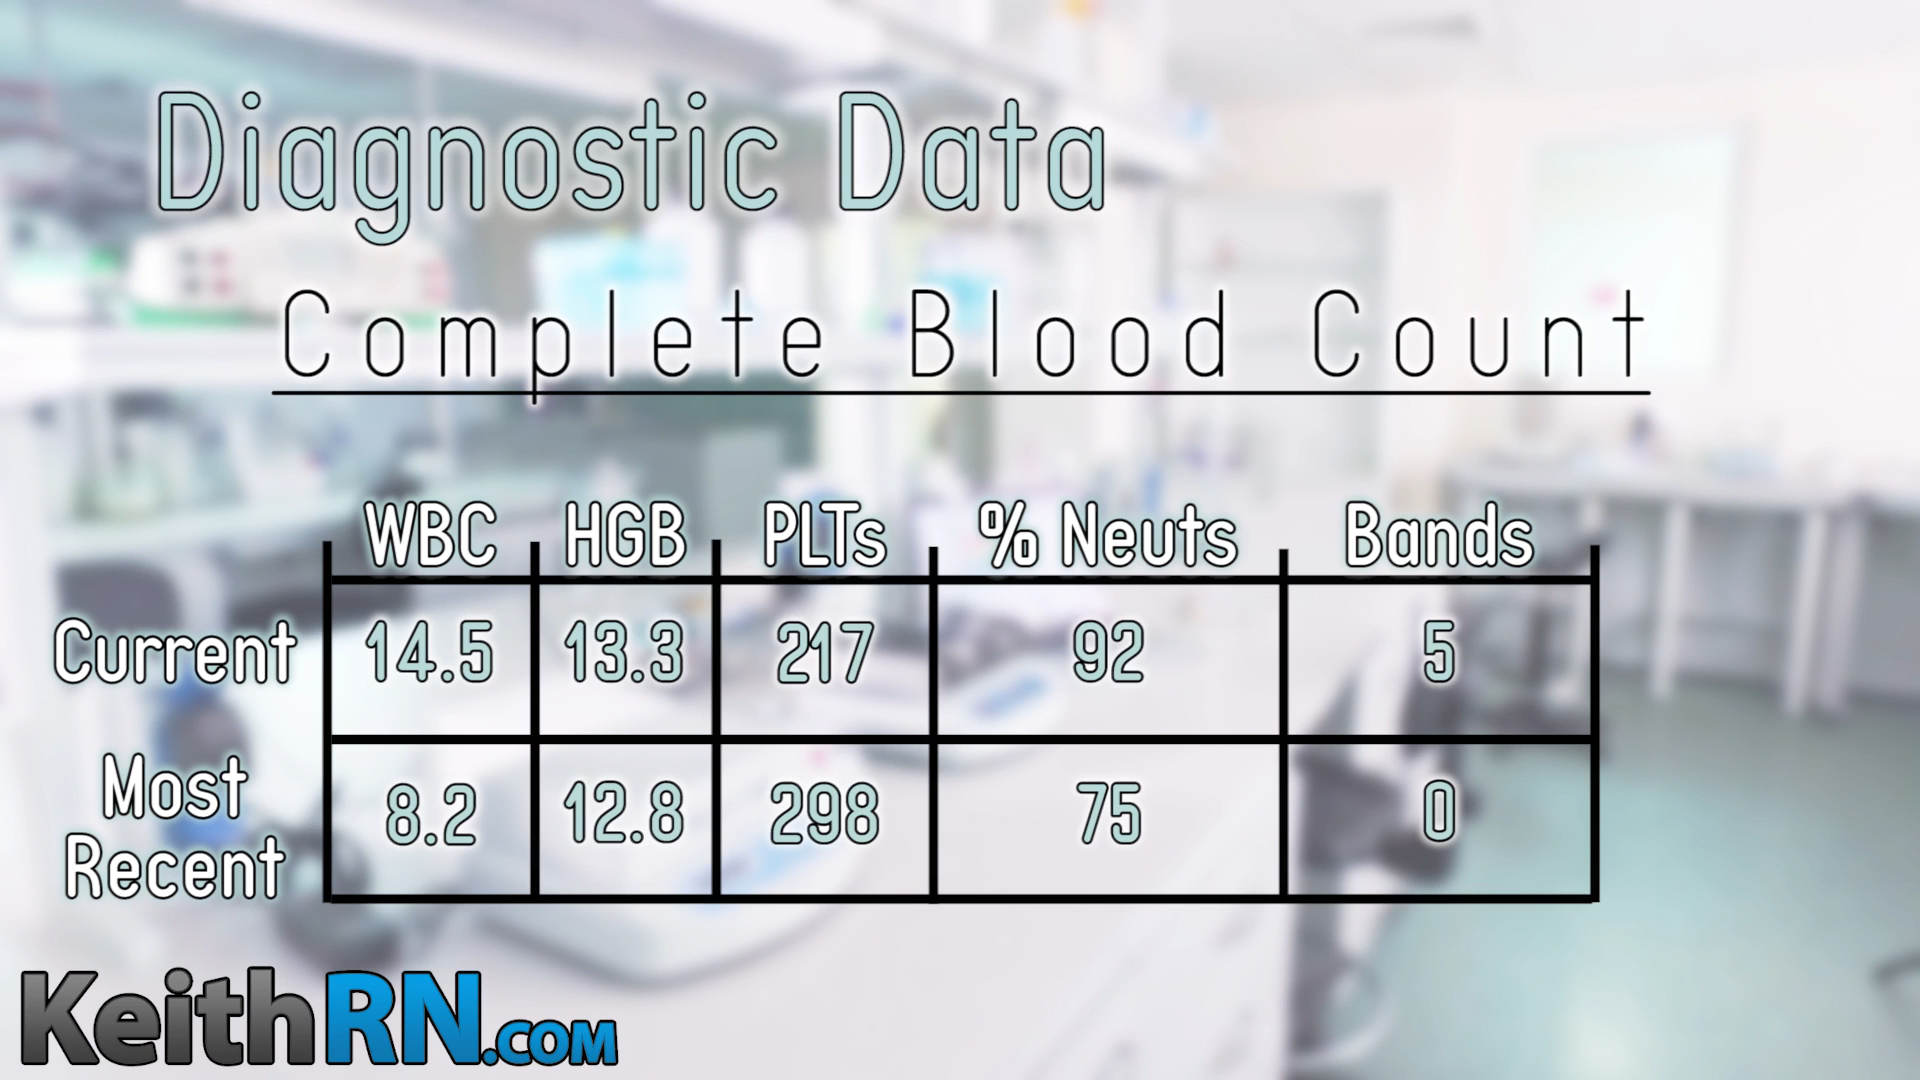 Diagnostic Data
Complete Blood Count
WBC HGB PLTs % Neuts Bands
Current 14.5 13.3 217 92 5
Most
Recent 8.2 12.8 298 75 0
KeithRN.COM